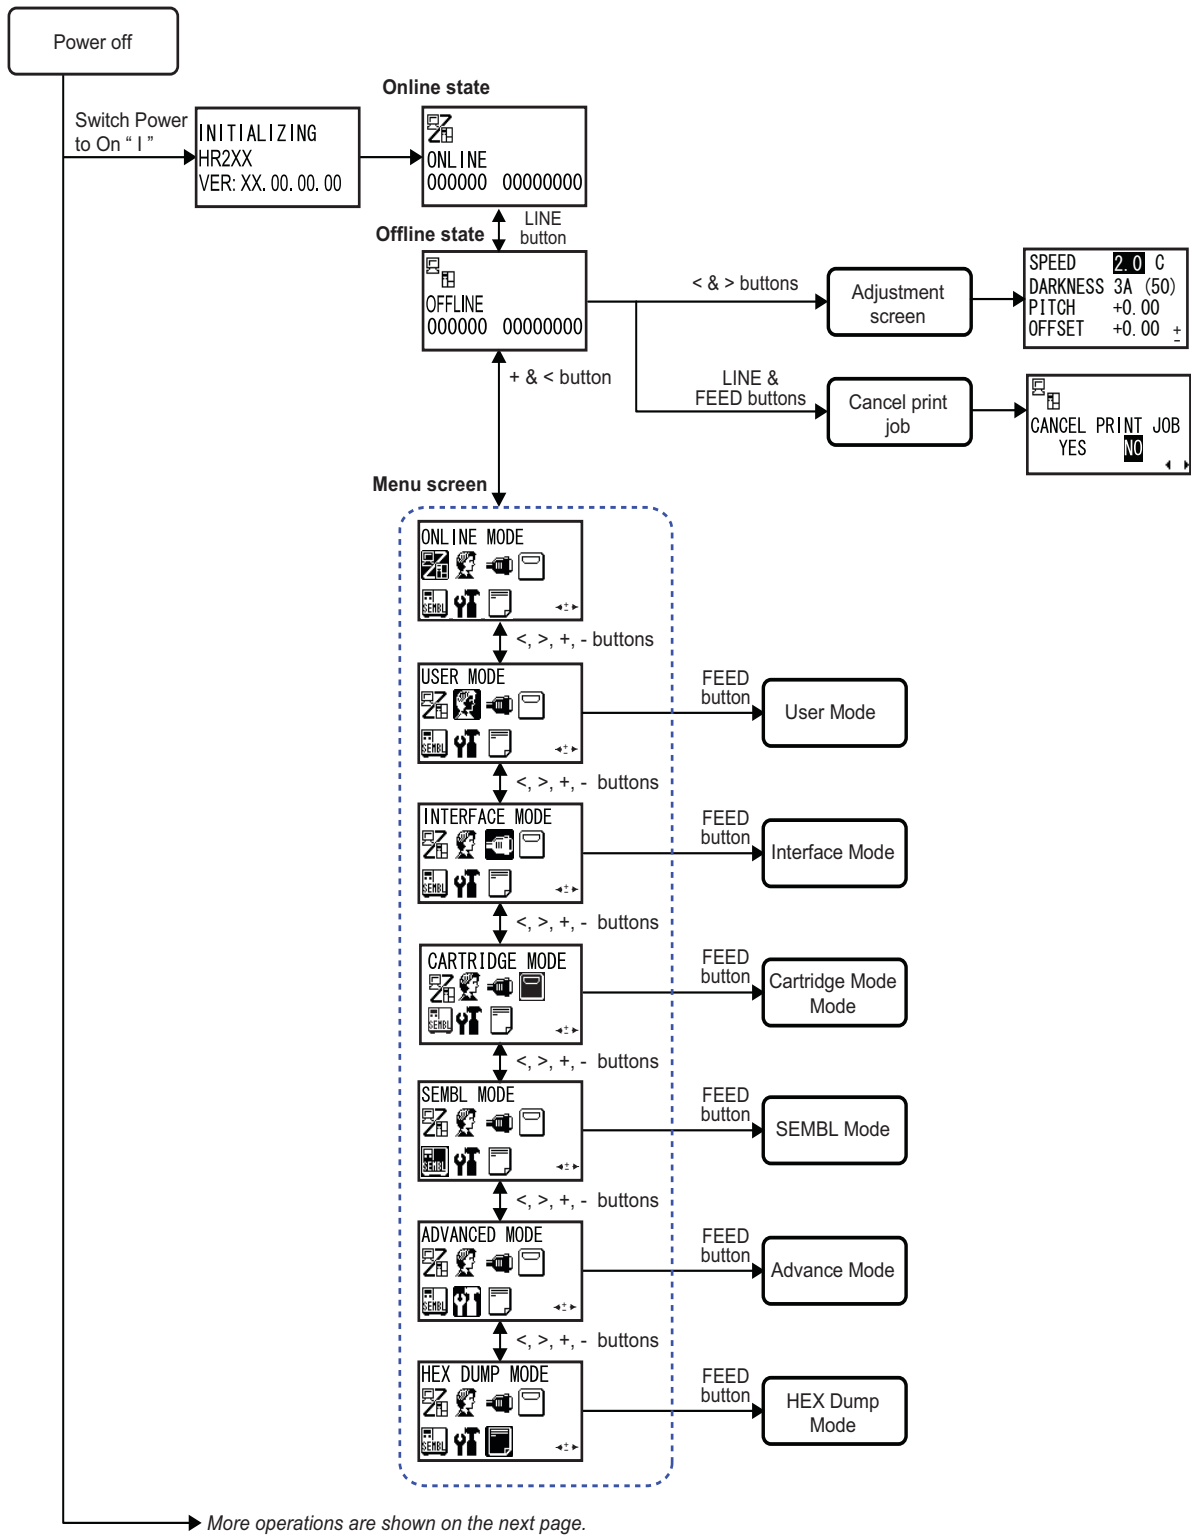 Power off
Switch Power
to On “ I ”
INITIALIZING
HR2XX
VER: XX. 00. 00. 00
Online state
ONLINE
000000 00000000
LINE
button
Offline state
OFFLINE
000000 00000000
< & > buttons
Adjustment
screen
SPEED 2.0 C
DARKNESS 3A (50)
PITCH +0.00
OFFSET +0.00 ±
LINE &
FEED buttons
Cancel print
job
CANCEL PRINT JOB
YES NO
+ & < button
Menu screen
ONLINE MODE
SEMBL
<, >, +, - buttons
USER MODE
SEMBL
FEED
button
User Mode
<, >, +, - buttons
INTERFACE MODE
SEMBL
FEED
button
Interface Mode
<, >, +, - buttons
CARTRIDGE MODE
SEMBL
FEED
button
Cartridge Mode
Mode
<, >, +, - buttons
SEMBL MODE
SEMBL
FEED
button
SEMBL Mode
<, >, +, - buttons
ADVANCED MODE
SEMBL
FEED
button
Advance Mode
<, >, +, - buttons
HEX DUMP MODE
SEMBL
FEED
button
HEX Dump
Mode
More operations are shown on the next page.